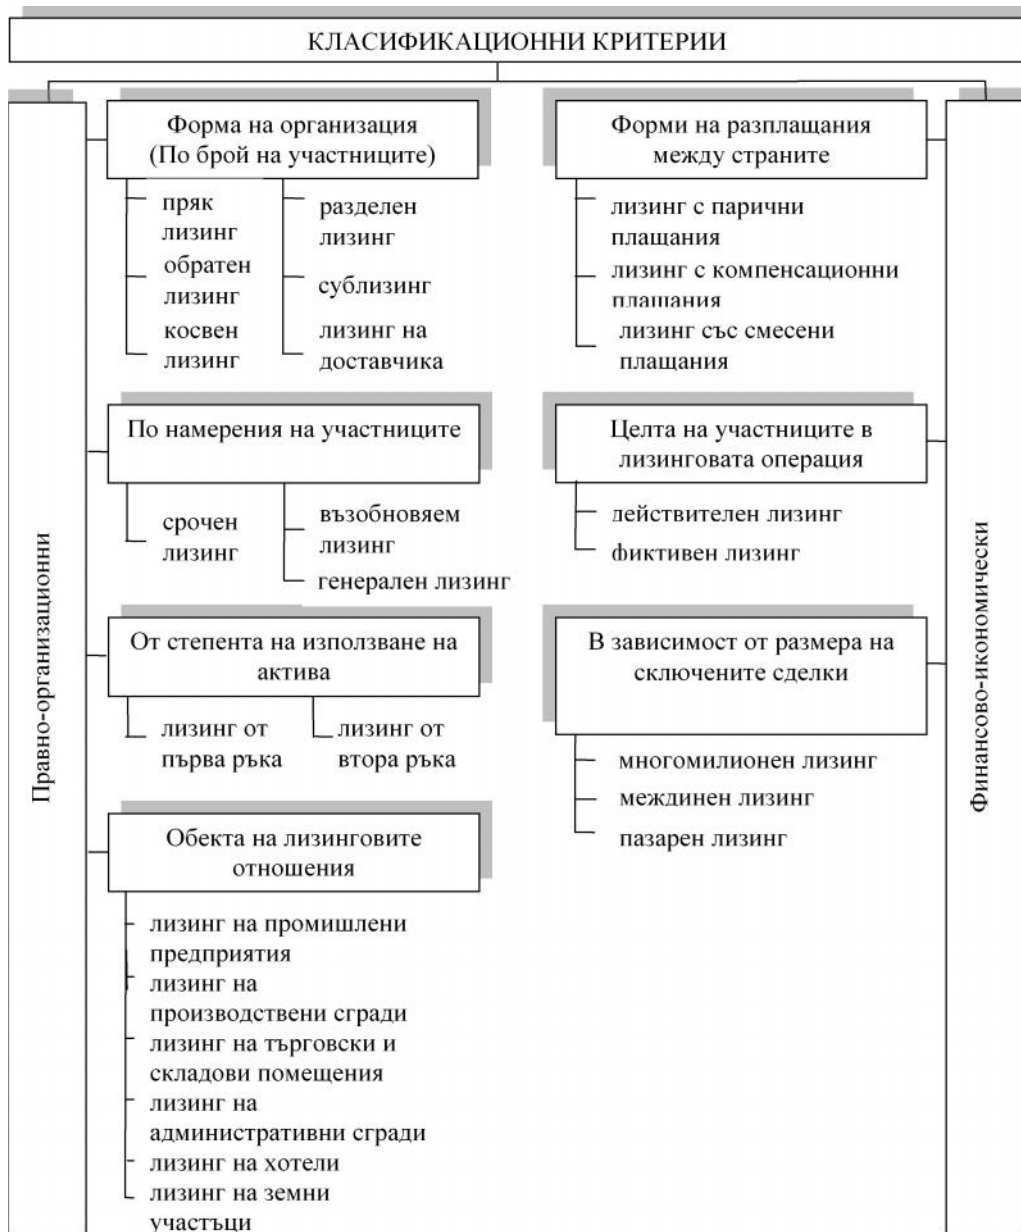 КЛАСИФИКАЦИОННИ КРИТЕРИИ
Правно-организационни
Форма на организация
(По брой на участниците)
пряк
лизинг
обратен
лизинг
косвен
лизинг
разделен
лизинг
сублизинг
лизинг на
доставчика
По намерения на участниците
срочен
лизинг
възобновяем
лизинг
генерален лизинг
От степента на използване на
актива
лизинг от
първа ръка
лизинг от
втора ръка
Обекта на лизинговите
отношения
лизинг на промишлени
предприятия
лизинг на
производствени сгради
лизинг на търговски и
складови помещения
лизинг на
административни сгради
лизинг на хотели
лизинг на земни
участъци
Финансово-икономически
Форми на разплащания
между страните
лизинг с парични
плащания
лизинг с компенсационни
плащания
лизинг със смесени
плащания
Целта на участниците в
лизинговата операция
действителен лизинг
фиктивен лизинг
В зависимост от размера на
сключените сделки
многомилионен лизинг
междинен лизинг
пазарен лизинг